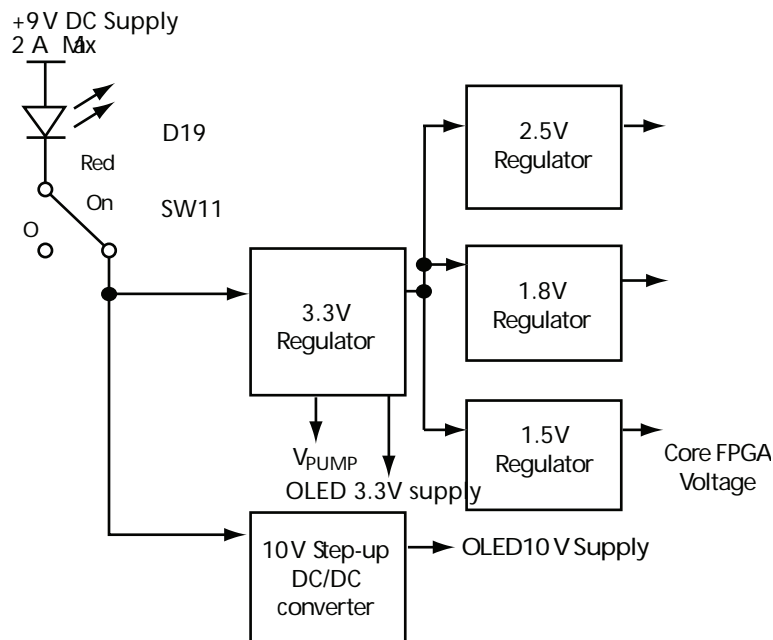 +9V DC Supply
2 A Max
D19
Red
On
SW11
O
2.5V
Regulator
1.8V
Regulator
3.3V
Regulator
1.5V
Regulator
Core FPGA
Voltage
VPUMP
OLED 3.3V supply
10V Step-up
DC/DC
converter
OLED10 V Supply